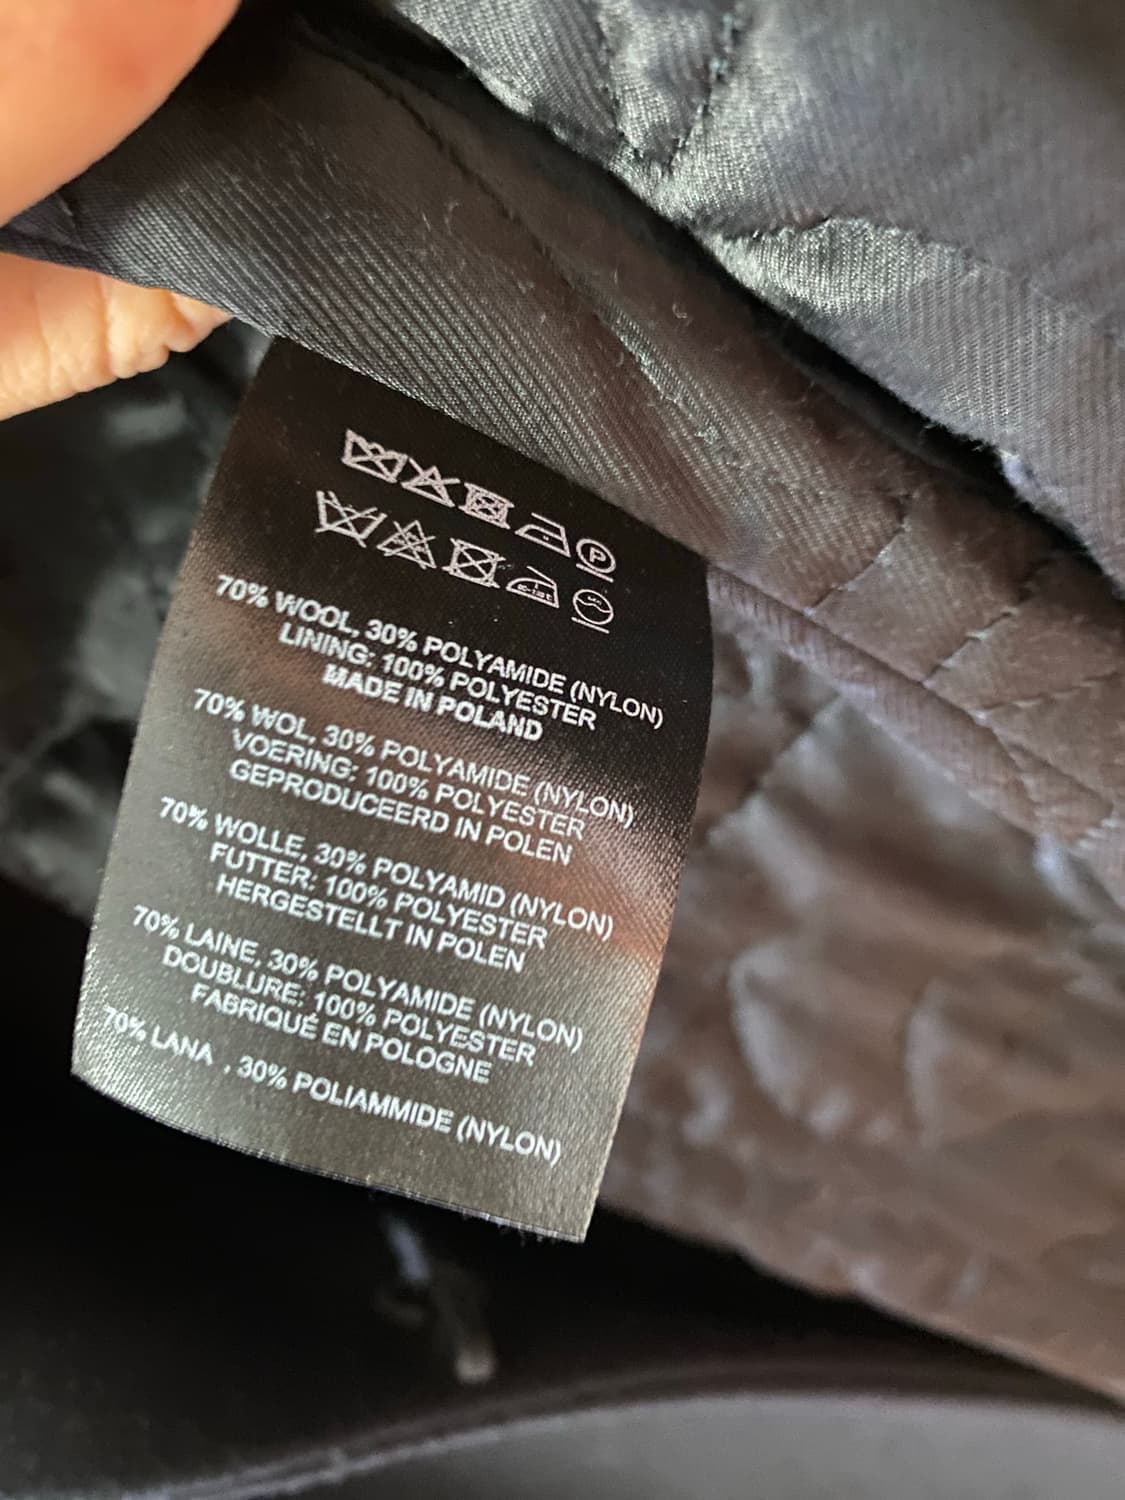 P
70% WOOL, 30% POLYAMIDE (NYLON)
LINING: 100% POLYESTER
MADE IN POLAND
70% WOL, 30% POLYAMIDE (NYLON)
VOERING: 100% POLYESTER
GEPRODUCEERD IN POLEN
70% WOLLE, 30% POLYAMID (NYLON)
FUTTER: 100% POLYESTER
HERGESTELLT IN POLEN
70% LAINE, 30% POLYAMIDE (NYLON)
DOUBLURE: 100% POLYESTER
FABRIQUÉ EN POLOGNE
70% LANA , 30% POLIAMMIDE (NYLON)